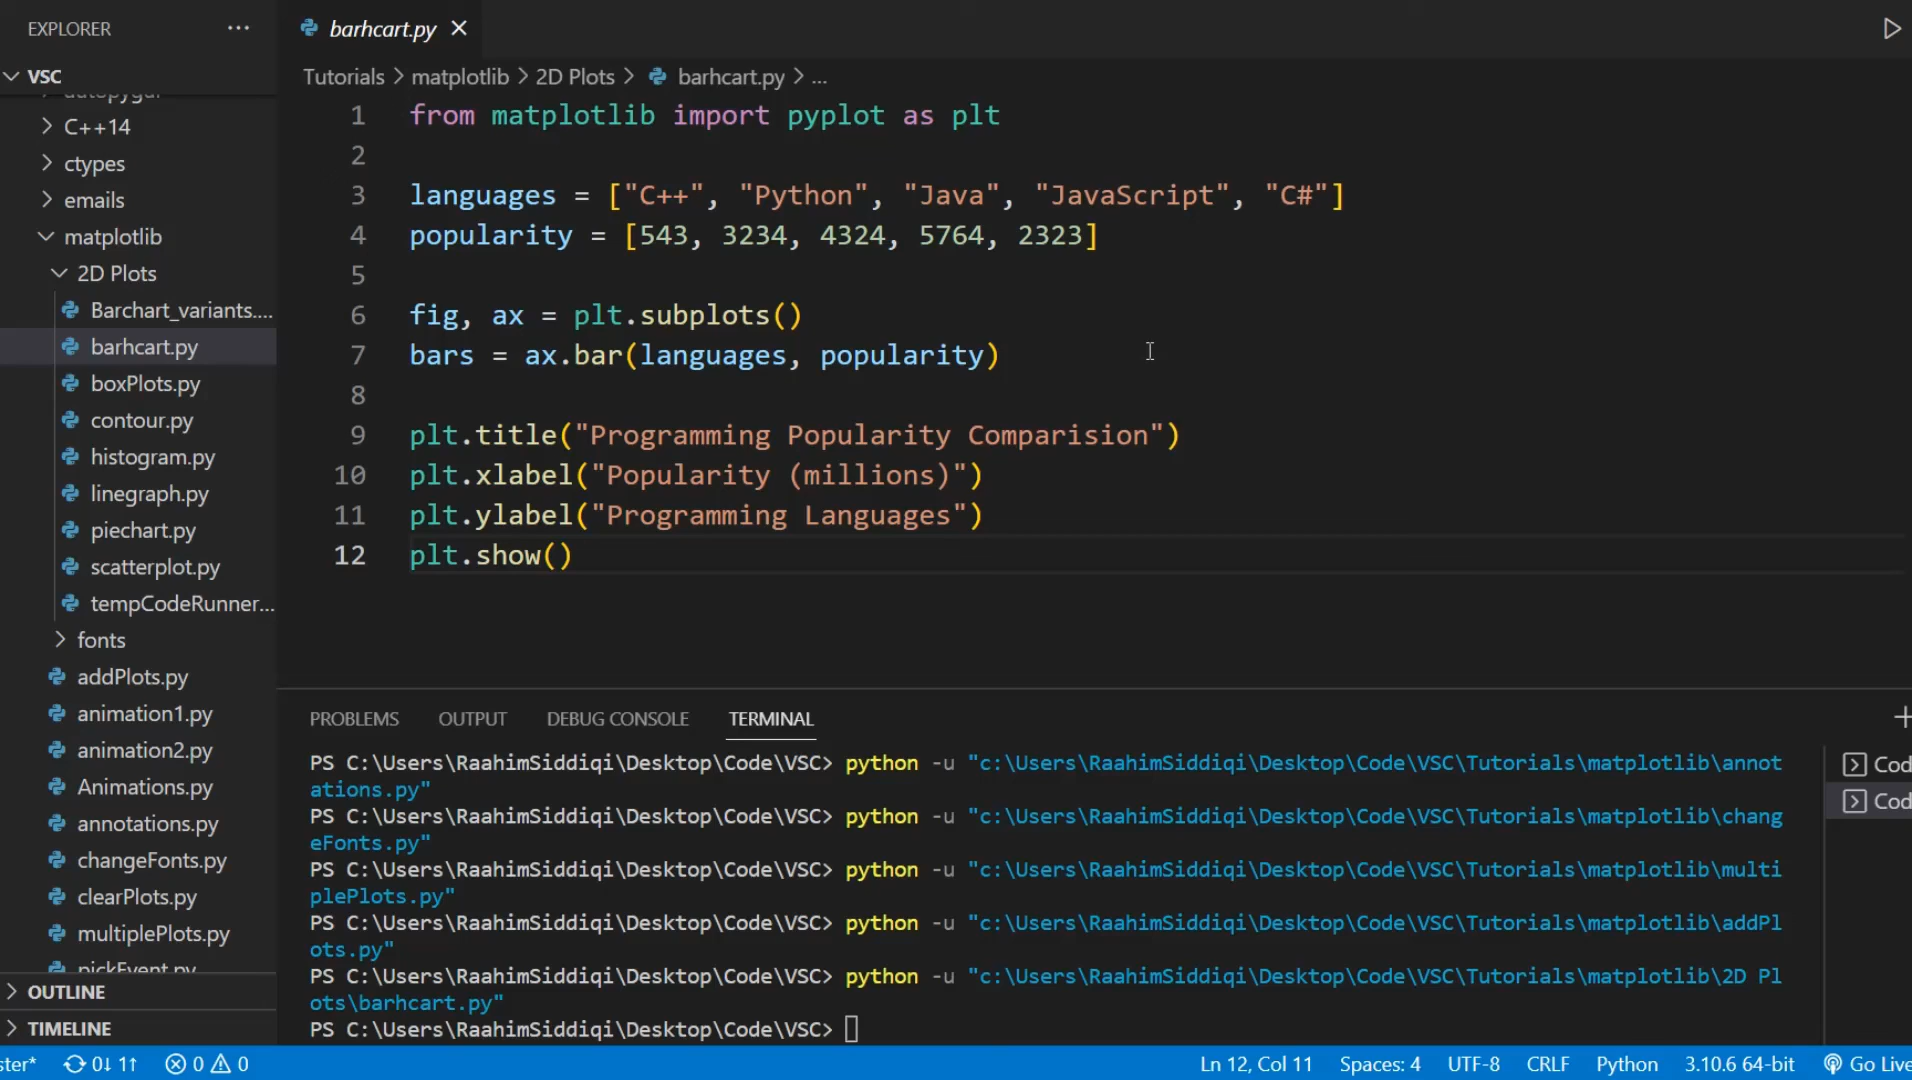 EXPLORER
VSC
C++14
ctypes
emails
matplotlib
2D Plots
Barchart_variants....
barhcart.py
boxPlots.py
contour.py
histogram.py
linegraph.py
piechart.py
scatterplot.py
tempCodeRunner...
fonts
addPlots.py
animation1.py
animation2.py
Animations.py
annotations.py
changeFonts.py
clearPlots.py
multiplePlots.py
pickEvent.py
OUTLINE
TIMELINE
barhcart.py
Tutorials > matplotlib > 2D Plots > barhcart.py > ...
1 from matplotlib import pyplot as plt
2
3 languages = ["C++", "Python", "Java", "JavaScript", "C#"]
4 popularity = [543, 3234, 4324, 5764, 2323]
5
6 fig, ax = plt.subplots()
7 bars = ax.bar(languages, popularity)
8
9 plt.title("Programming Popularity Comparision")
10 plt.xlabel("Popularity (millions)")
11 plt.ylabel("Programming Languages")
12 plt.show()
PROBLEMS OUTPUT DEBUG CONSOLE TERMINAL
PS C:\Users\RaahimSiddiqi\Desktop\Code\VSC> python -u "c:\Users\RaahimSiddiqi\Desktop\Code\VSC\Tutorials\matplotlib\annot
ations.py"
PS C:\Users\RaahimSiddiqi\Desktop\Code\VSC> python -u "c:\Users\RaahimSiddiqi\Desktop\Code\VSC\Tutorials\matplotlib\chang
eFonts.py"
PS C:\Users\RaahimSiddiqi\Desktop\Code\VSC> python -u "c:\Users\RaahimSiddiqi\Desktop\Code\VSC\Tutorials\matplotlib\multi
plePlots.py"
PS C:\Users\RaahimSiddiqi\Desktop\Code\VSC> python -u "c:\Users\RaahimSiddiqi\Desktop\Code\VSC\Tutorials\matplotlib\addPl
ots.py"
PS C:\Users\RaahimSiddiqi\Desktop\Code\VSC> python -u "c:\Users\RaahimSiddiqi\Desktop\Code\VSC\Tutorials\matplotlib\2D Pl
ots\barhcart.py"
PS C:\Users\RaahimSiddiqi\Desktop\Code\VSC>
Cod
Cod
ster* 0↓ 1↑ 0 0 Ln 12, Col 11 Spaces: 4 UTF-8 CRLF Python 3.10.6 64-bit Go Live